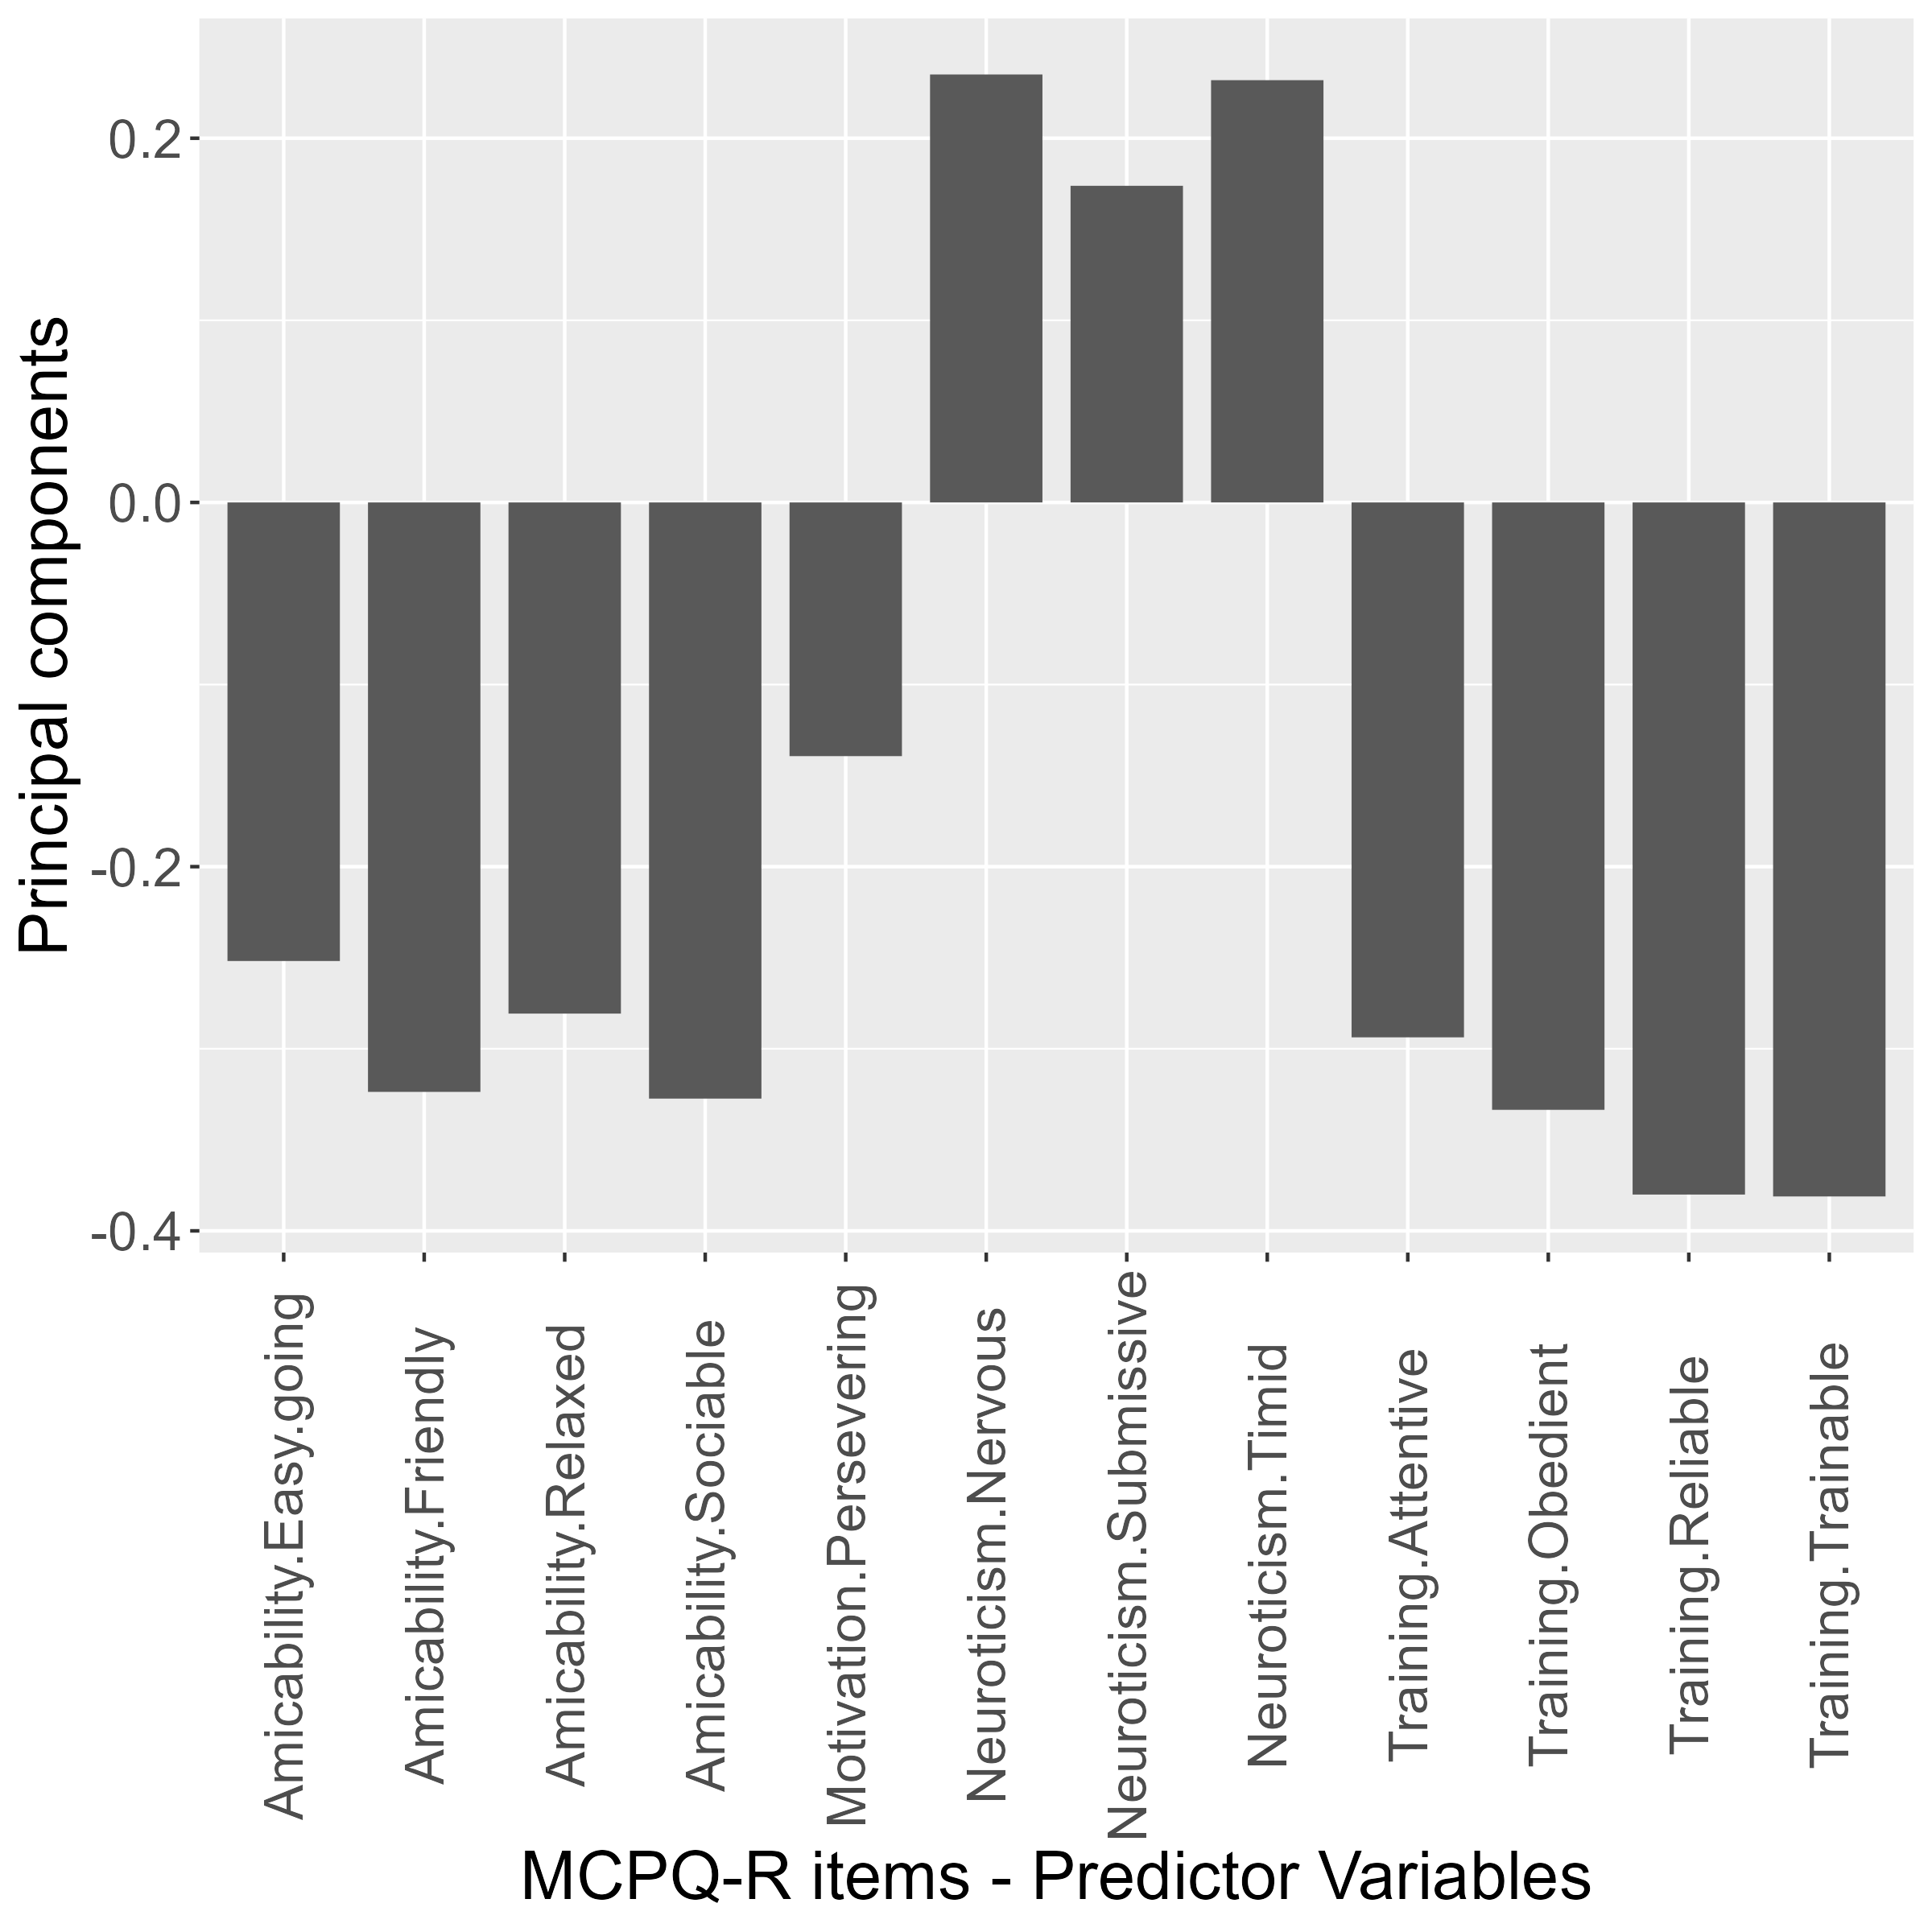 Principal components
0.2
0.0
-0.2
-0.4
Amicability.Easy.going
Amicability.Friendly
Amicability.Relaxed
Amicability.Sociable
Motivation.Persevering
Neuroticism.Nervous
Neuroticism.Submissive
Neuroticism.Timid
Training.Attentive
Training.Obedient
Training.Reliable
Training.Trainable
MCPQ-R items - Predictor Variables